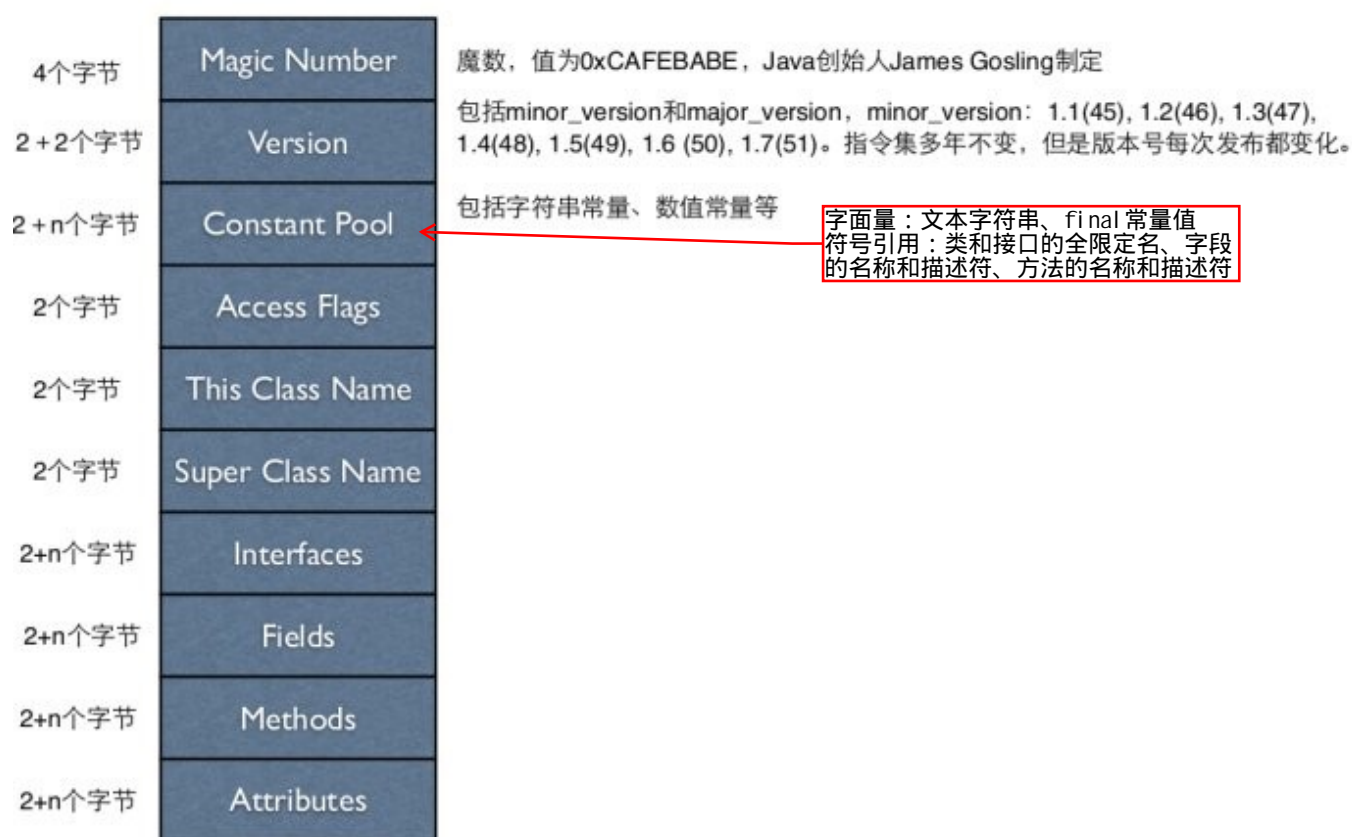 4个字节
Magic Number
魔数，值为0xCAFEBABE，Java创始人James Gosling制定
2+2个字节
Version
包括minor_version和major_version，minor_version：1.1(45), 1.2(46), 1.3(47),
1.4(48), 1.5(49), 1.6 (50), 1.7(51)。指令集多年不变，但是版本号每次发布都变化。
2+n个字节
Constant Pool
包括字符串常量、数值常量等
字面量：文本字符串、final常量值
符号引用：类和接口的全限定名、字段
的名称和描述符、方法的名称和描述符
2个字节
Access Flags
2个字节
This Class Name
2个字节
Super Class Name
2+n个字节
Interfaces
2+n个字节
Fields
2+n个字节
Methods
2+n个字节
Attributes